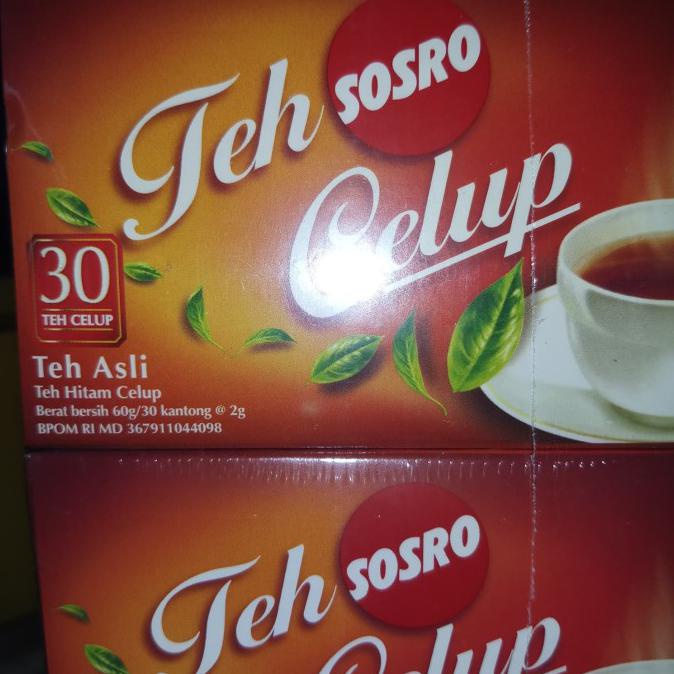 Teh SOSRO
Celup
30
TEH CELUP
Teh Asli
Teh Hitam Celup
Berat bersih 60g/30 kantong @ 2g
BPOM RI MD 367911044098
Teh SOSRO
Celup